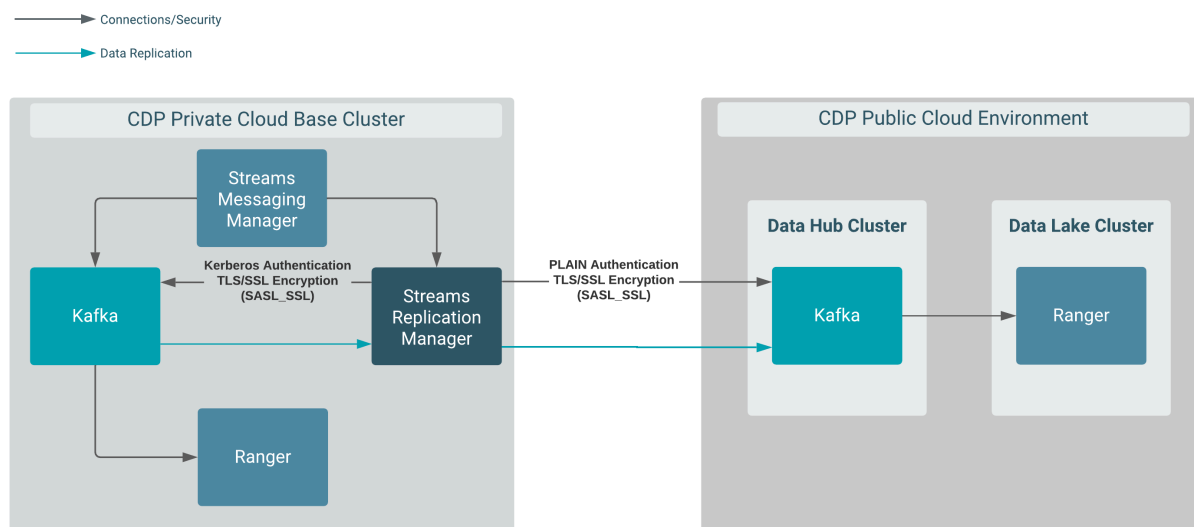 Connections/Security
Data Replication
CDP Private Cloud Base Cluster
Streams
Messaging
Manager
Kerberos Authentication
TLS/SSL Encryption
(SASL_SSL)
Kafka
Streams
Replication
Manager
Ranger
PLAIN Authentication
TLS/SSL Encryption
(SASL_SSL)
CDP Public Cloud Environment
Data Hub Cluster
Kafka
Data Lake Cluster
Ranger